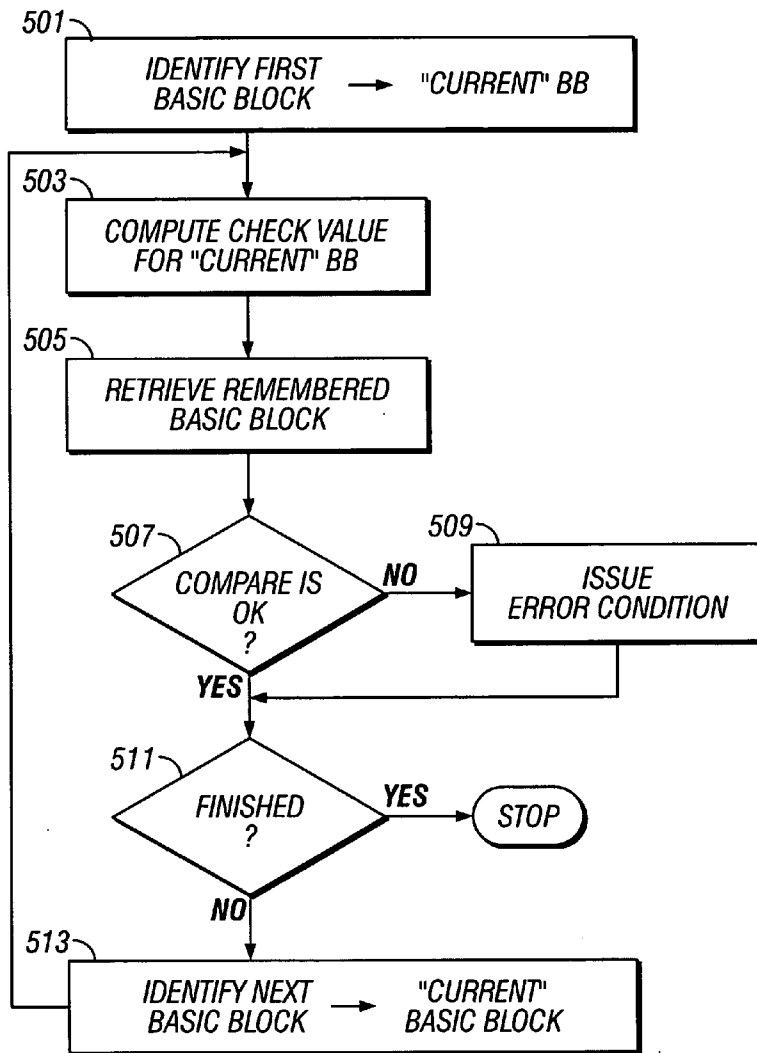 501
IDENTIFY FIRST
BASIC BLOCK → "CURRENT" BB
503
COMPUTE CHECK VALUE
FOR "CURRENT" BB
505
RETRIEVE REMEMBERED
BASIC BLOCK
507
COMPARE IS
OK
?
NO
509
ISSUE
ERROR CONDITION
YES
511
FINISHED
?
YES
STOP
NO
513
IDENTIFY NEXT
BASIC BLOCK → "CURRENT"
BASIC BLOCK